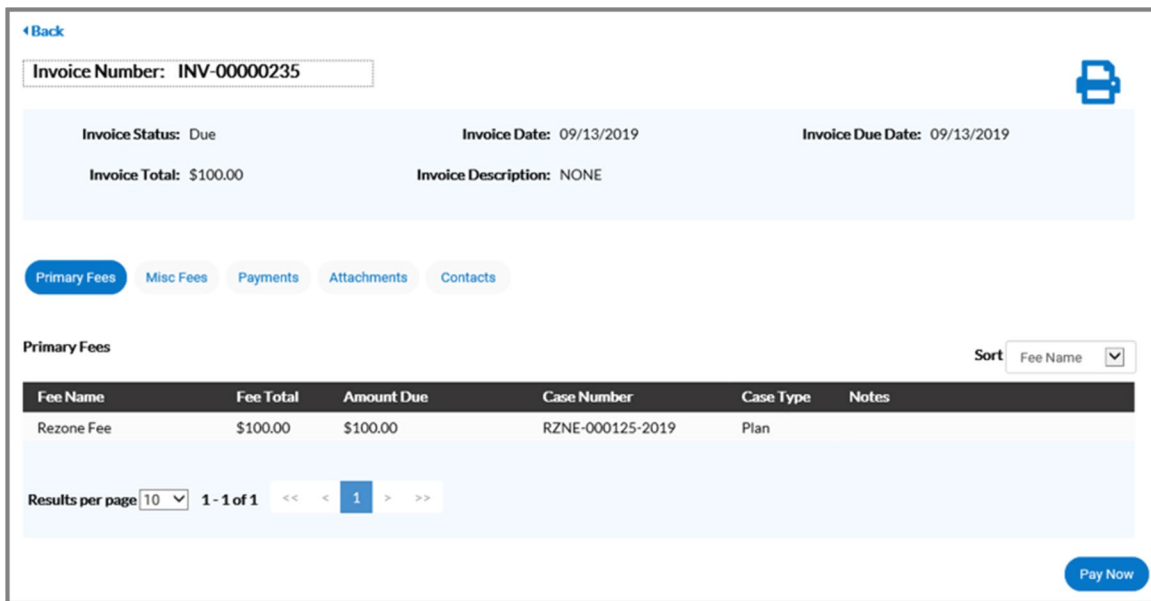 Back
Invoice Number: INV-00000235
Invoice Status: Due Invoice Date: 09/13/2019 Invoice Due Date: 09/13/2019
Invoice Total: $100.00 Invoice Description: NONE
Primary Fees Misc Fees Payments Attachments Contacts
Primary Fees
Sort Fee Name
Fee Name Fee Total Amount Due Case Number Case Type Notes
Rezone Fee $100.00 $100.00 RZNE-000125-2019 Plan
Results per page 10 1 - 1 of 1 << < 1 > >>
Pay Now